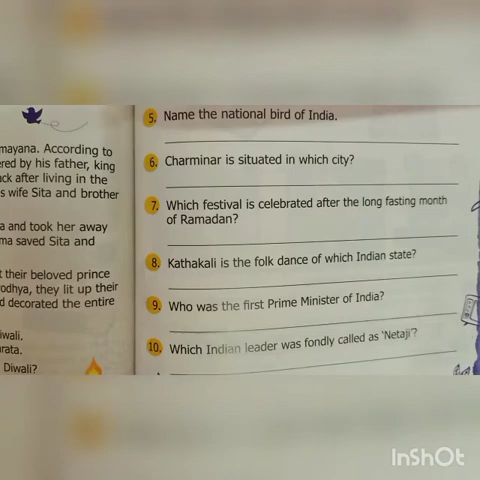 mayana. According to
ered by his father, king
ack after living in the
s wife Sita and brother
a and took her away
ma saved Sita and
t their beloved prince
odhya, they lit up their
d decorated the entire
iwali.
arata.
Diwali?
5. Name the national bird of India.
6. Charminar is situated in which city?
7. Which festival is celebrated after the long fasting month
of Ramadan?
8. Kathakali is the folk dance of which Indian state?
9. Who was the first Prime Minister of India?
10. Which Indian leader was fondly called as 'Netaji'?
InShOt